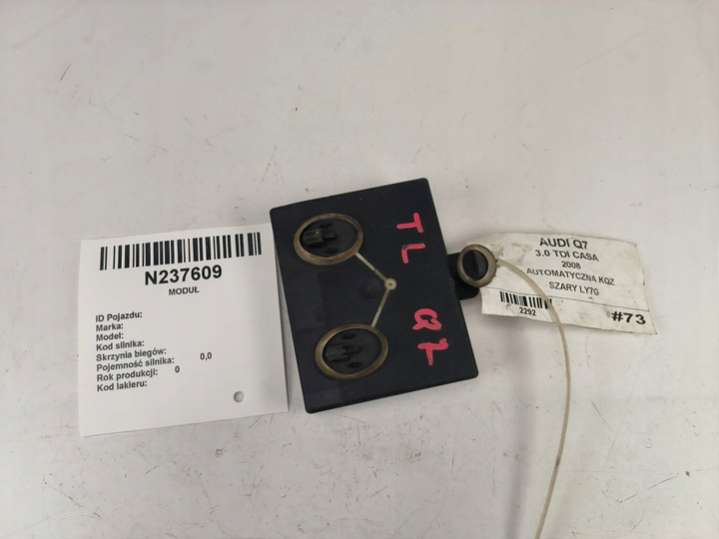 N237609
MODUŁ
ID Pojazdu:
Marka:
Model:
Kod silnika:
Skrzynia biegów:
Pojemność silnika: 0,0
Rok produkcji: 0
Kod lakieru:
TL
Q7
AUDI Q7
3.0 TDI CASA
2008
AUTOMATYCZNA KQZ
SZARY LY7G
2292
#73